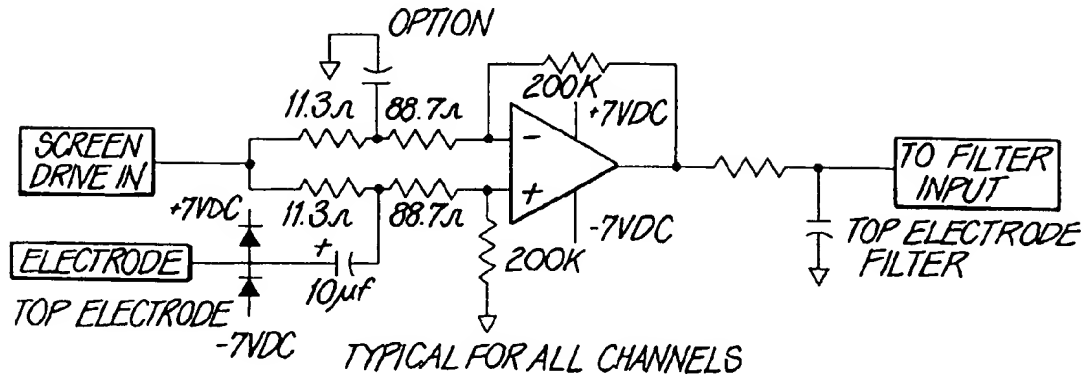 OPTION
200K
11.3Ω 88.7Ω
+7VDC
SCREEN
DRIVE IN
-
+
TO FILTER
INPUT
11.3Ω 88.7Ω
-7VDC
+7VDC
ELECTRODE
+
10µf
200K
TOP ELECTRODE
FILTER
TOP ELECTRODE
-7VDC
TYPICAL FOR ALL CHANNELS